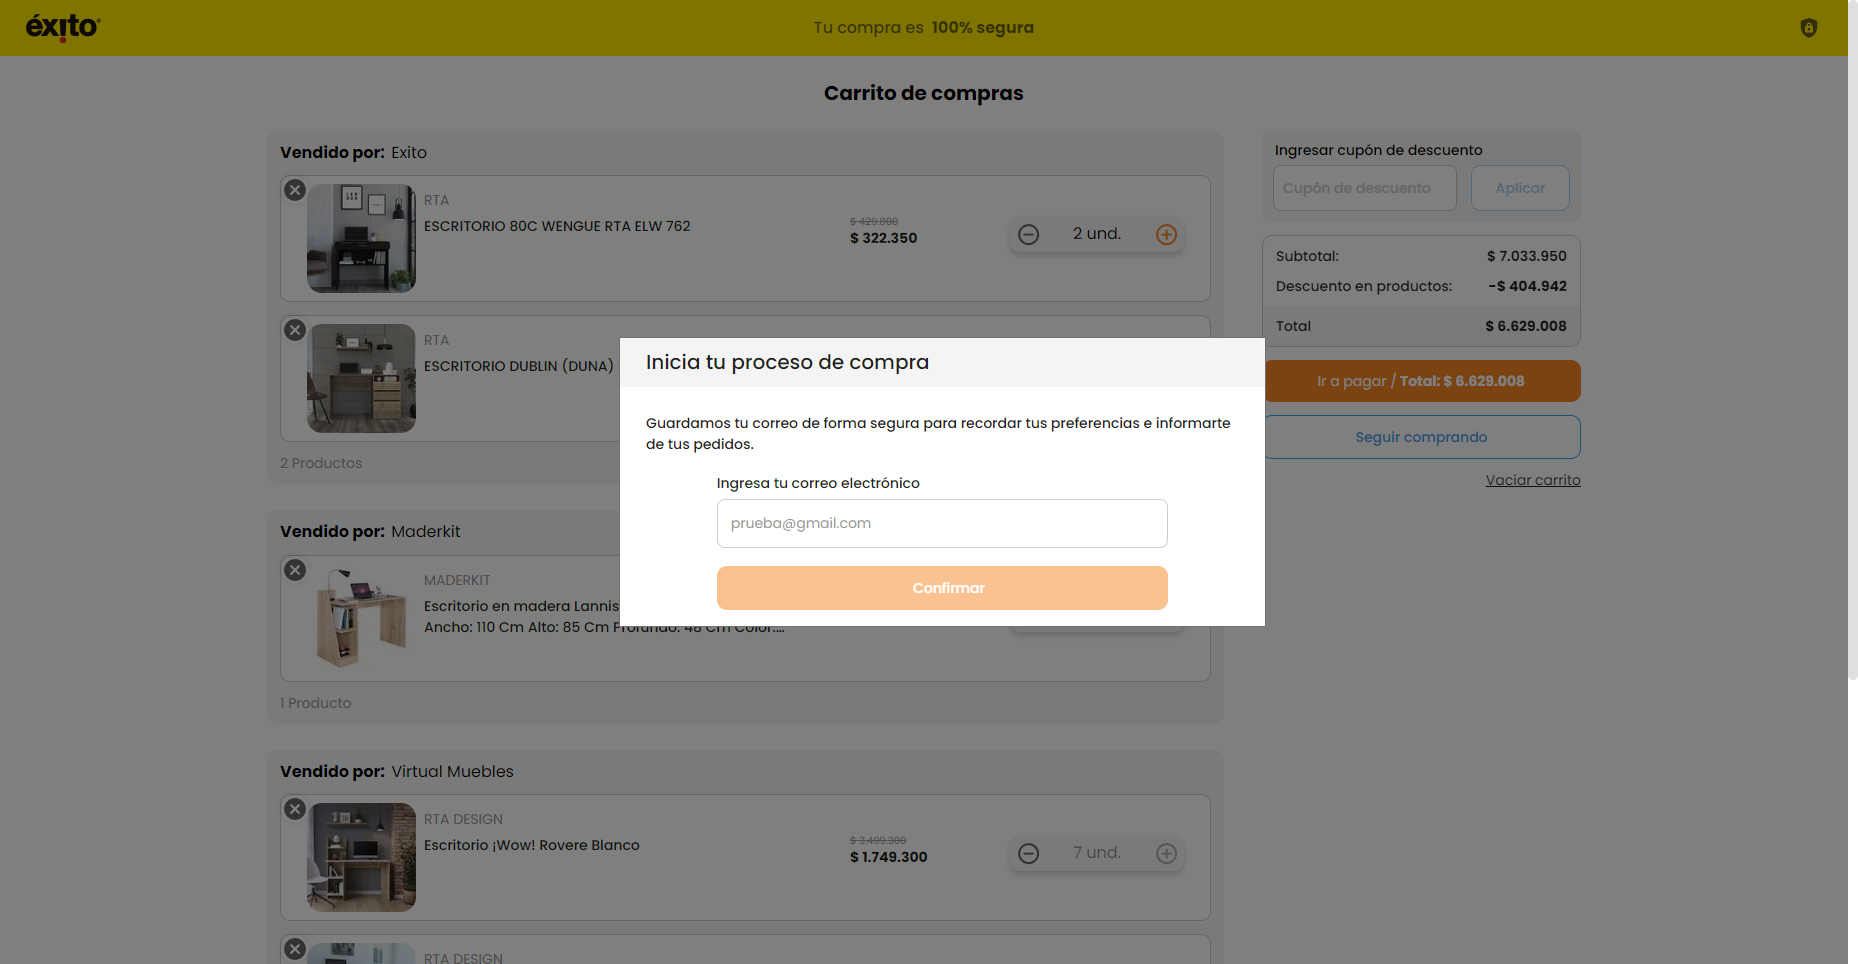 éxito
Tu compra es 100% segura
Carrito de compras
Vendido por: Exito
RTA
ESCRITORIO 80C WENGUE RTA ELW 762
$ 429.800
$ 322.350
2 und.
RTA
ESCRITORIO DUBLIN (DUNA)
2 Productos
Vendido por: Maderkit
MADERKIT
Escritorio en madera Lannis
Ancho: 110 Cm Alto: 85 Cm Profundo: 48 Cm Color:...
1 Producto
Vendido por: Virtual Muebles
RTA DESIGN
Escritorio ¡Wow! Rovere Blanco
$ 3.499.300
$ 1.749.300
7 und.
RTA DESIGN
Ingresar cupón de descuento
Cupón de descuento
Aplicar
Subtotal: $ 7.033.950
Descuento en productos: -$ 404.942
Total $ 6.629.008
Ir a pagar / Total: $ 6.629.008
Seguir comprando
Vaciar carrito
Inicia tu proceso de compra
Guardamos tu correo de forma segura para recordar tus preferencias e informarte
de tus pedidos.
Ingresa tu correo electrónico
prueba@gmail.com
Confirmar